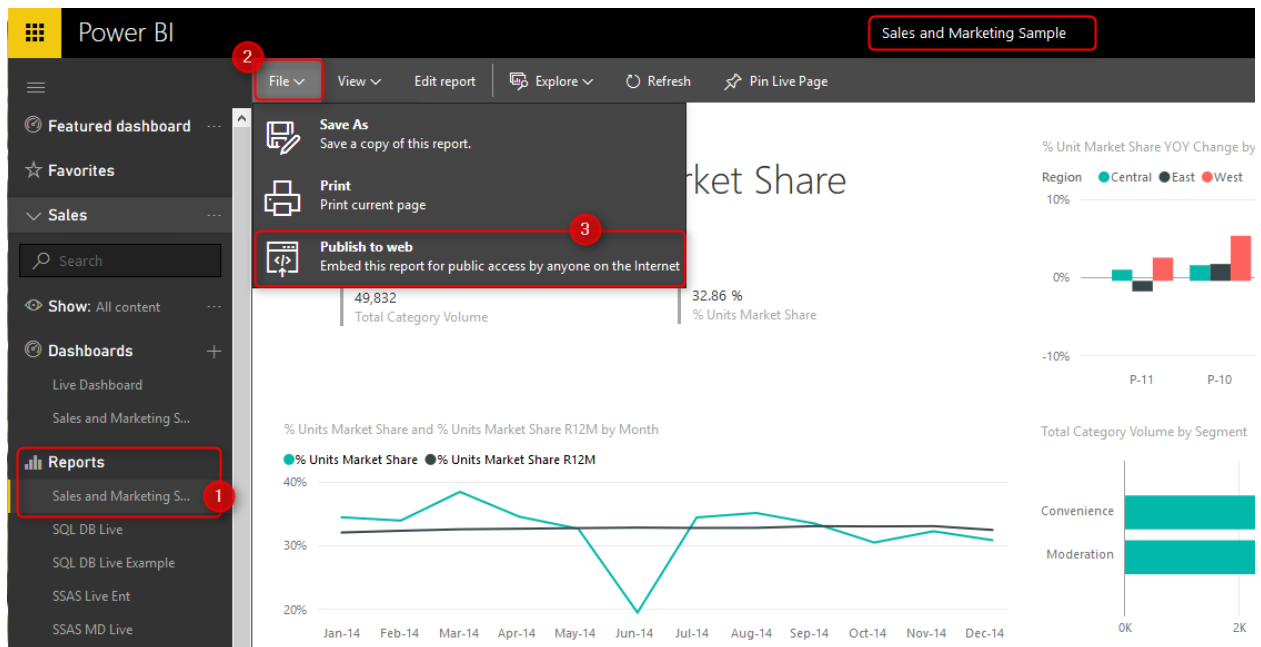 Power BI
Sales and Marketing Sample
2
File View Edit report Explore Refresh Pin Live Page
Featured dashboard ...
Favorites
Sales ...
Search
Show: All content ...
Dashboards +
Live Dashboard
Sales and Marketing S...
Reports
Sales and Marketing S...
1
SQL DB Live
SQL DB Live Example
SSAS Live Ent
SSAS MD Live
Save As
Save a copy of this report.
Print
Print current page
3
Publish to web
Embed this report for public access by anyone on the Internet
rket Share
49,832
Total Category Volume
32.86 %
% Units Market Share
% Unit Market Share YOY Change by
Region Central East West
10%
0%
-10%
P-11 P-10
% Units Market Share and % Units Market Share R12M by Month
% Units Market Share % Units Market Share R12M
40%
30%
20%
Jan-14 Feb-14 Mar-14 Apr-14 May-14 Jun-14 Jul-14 Aug-14 Sep-14 Oct-14 Nov-14 Dec-14
Total Category Volume by Segment
Convenience
Moderation
0K 2K